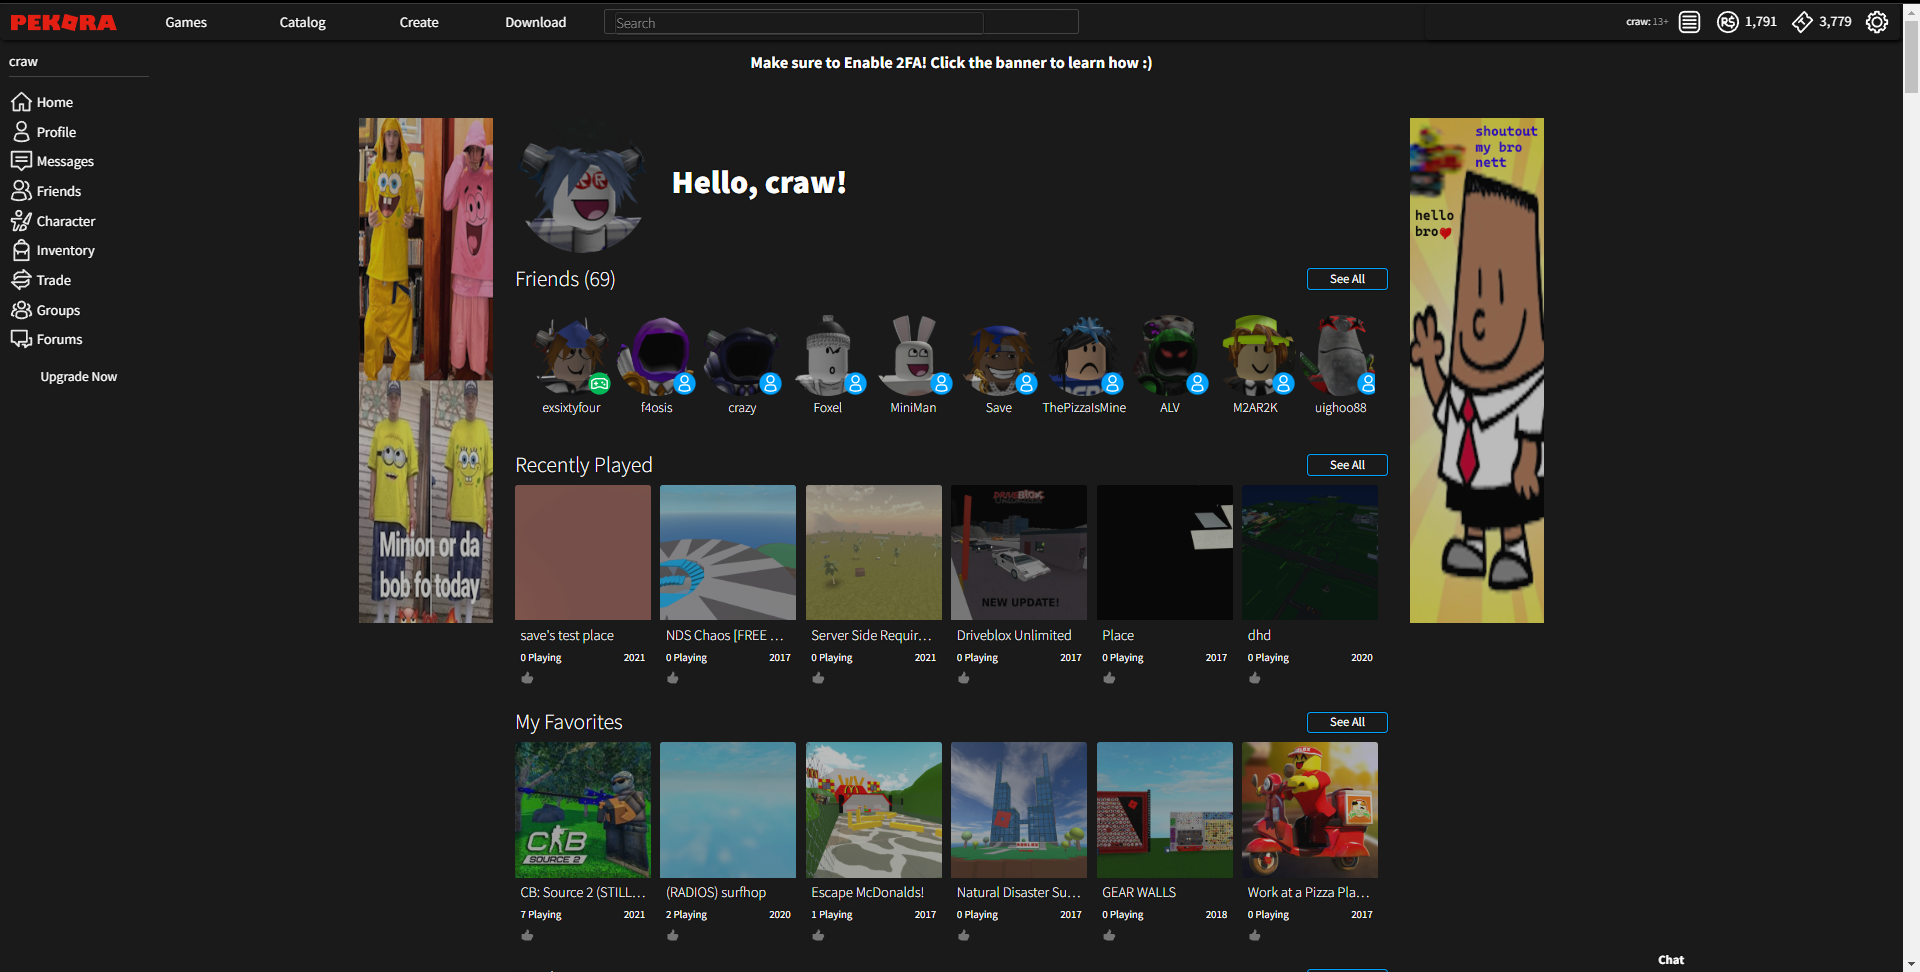 PEKORA
Games
Catalog
Create
Download
Search
craw: 13+
1,791
3,779
craw
Make sure to Enable 2FA! Click the banner to learn how :)
Home
Profile
Messages
Friends
Character
Inventory
Trade
Groups
Forums
Upgrade Now
Minion or da
bob fo today
Hello, craw!
shoutout
my bro
nett
hello
bro
Friends (69)
See All
exsixtyfour
f4osis
crazy
Foxel
MiniMan
Save
ThePizzaIsMine
ALV
M2AR2K
uighoo88
Recently Played
See All
DRIVEBLOX
NEW UPDATE!
save's test place
NDS Chaos [FREE ...
Server Side Requir...
Driveblox Unlimited
Place
dhd
0 Playing 2021
0 Playing 2017
0 Playing 2021
0 Playing 2017
0 Playing 2017
0 Playing 2020
My Favorites
See All
CB
SOURCE 2
CB: Source 2 (STILL...
(RADIOS) surfhop
Escape McDonalds!
Natural Disaster Su...
GEAR WALLS
Work at a Pizza Pla...
7 Playing 2021
2 Playing 2020
1 Playing 2017
0 Playing 2017
0 Playing 2018
0 Playing 2017
Chat